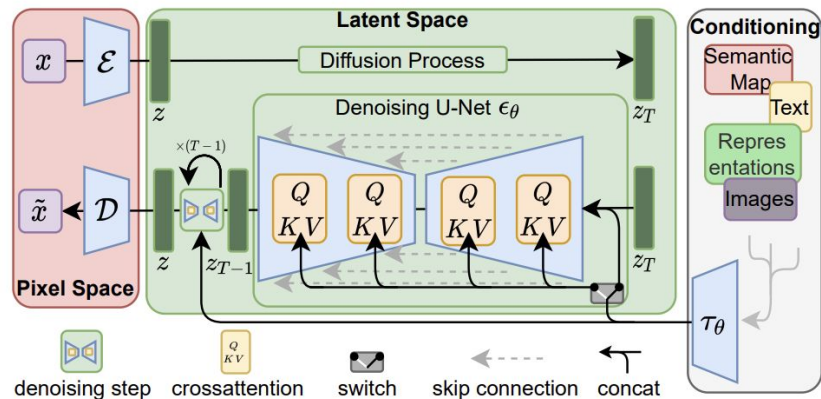 Latent Space
Conditioning
x
ℰ
Diffusion Process
z
z_T
Semantic
Map
Text
Repres
entations
Images
Denoising U-Net ϵ_θ
×(T−1)
Q
KV
Q
KV
Q
KV
Q
KV
x̃
𝒟
z
z_{T−1}
z_T
Pixel Space
τ_θ
Q
KV
denoising step
crossattention
switch
skip connection
concat